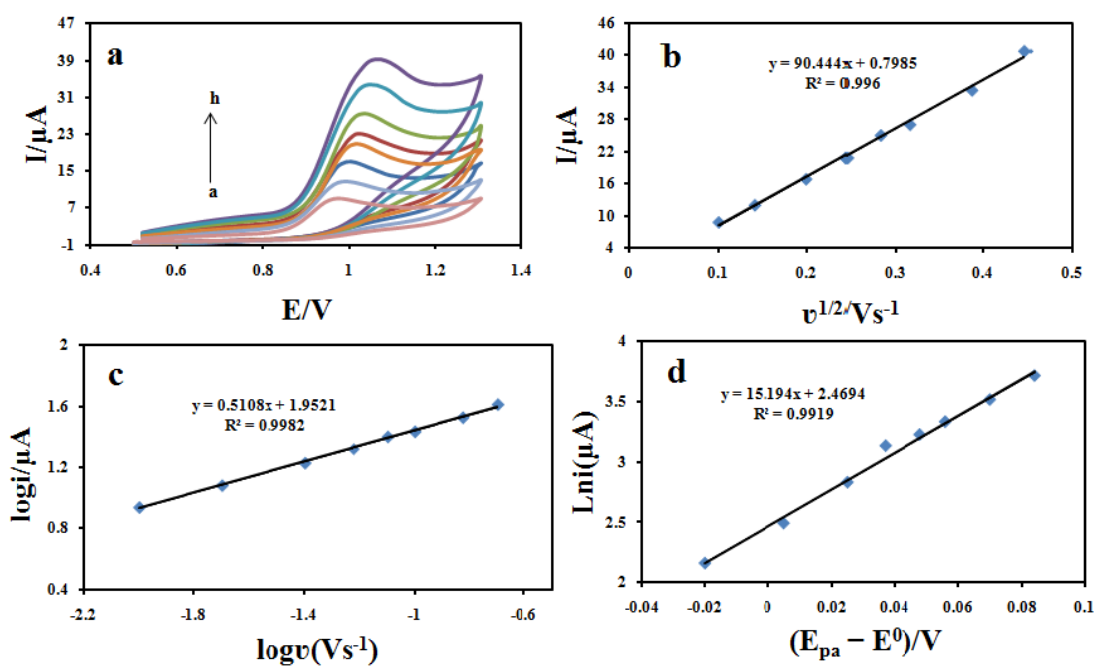 47
39
31
23
15
7
-1
I/µA
a
h
a
0.4
0.6
0.8
1
1.2
1.4
E/V
46
40
34
28
22
16
10
4
I/µA
b
y = 90.444x + 0.7985
R² = 0.996
0
0.1
0.2
0.3
0.4
0.5
υ1/2/Vs-1
2
1.6
1.2
0.8
0.4
logi/µA
c
y = 0.5108x + 1.9521
R² = 0.9982
-2.2
-1.8
-1.4
-1
-0.6
logυ(Vs-1)
4
3.5
3
2.5
2
Lni(µA)
d
y = 15.194x + 2.4694
R² = 0.9919
-0.04
-0.02
0
0.02
0.04
0.06
0.08
0.1
(Epa − E0)/V